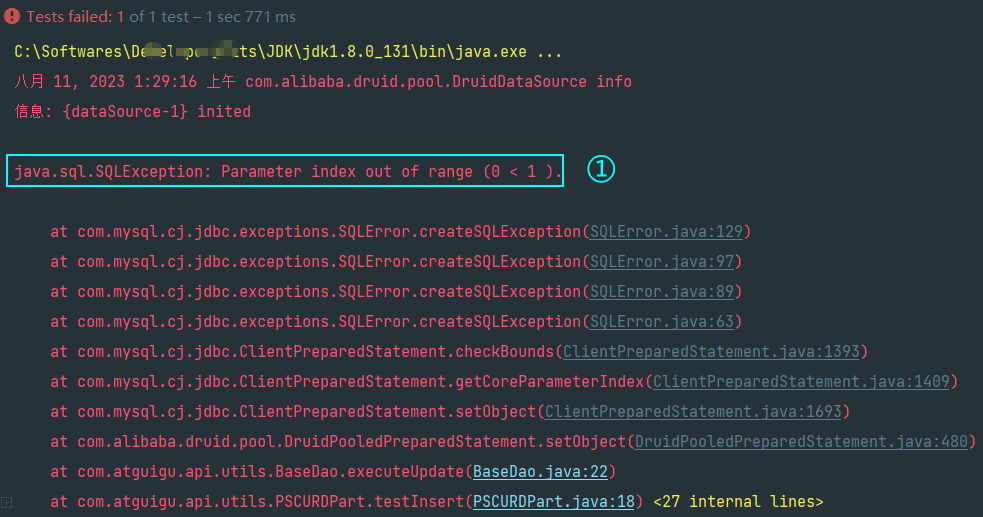 Tests failed: 1 of 1 test – 1 sec 771 ms
C:\Softwares\De ts\JDK\jdk1.8.0_131\bin\java.exe ...
八月 11, 2023 1:29:16 上午 com.alibaba.druid.pool.DruidDataSource info
信息: {dataSource-1} inited
java.sql.SQLException: Parameter index out of range (0 < 1 ). ①
at com.mysql.cj.jdbc.exceptions.SQLError.createSQLException(SQLError.java:129)
at com.mysql.cj.jdbc.exceptions.SQLError.createSQLException(SQLError.java:97)
at com.mysql.cj.jdbc.exceptions.SQLError.createSQLException(SQLError.java:89)
at com.mysql.cj.jdbc.exceptions.SQLError.createSQLException(SQLError.java:63)
at com.mysql.cj.jdbc.ClientPreparedStatement.checkBounds(ClientPreparedStatement.java:1393)
at com.mysql.cj.jdbc.ClientPreparedStatement.getCoreParameterIndex(ClientPreparedStatement.java:1409)
at com.mysql.cj.jdbc.ClientPreparedStatement.setObject(ClientPreparedStatement.java:1693)
at com.alibaba.druid.pool.DruidPooledPreparedStatement.setObject(DruidPooledPreparedStatement.java:480)
at com.atguigu.api.utils.BaseDao.executeUpdate(BaseDao.java:22)
at com.atguigu.api.utils.PSCURDPart.testInsert(PSCURDPart.java:18) <27 internal lines>